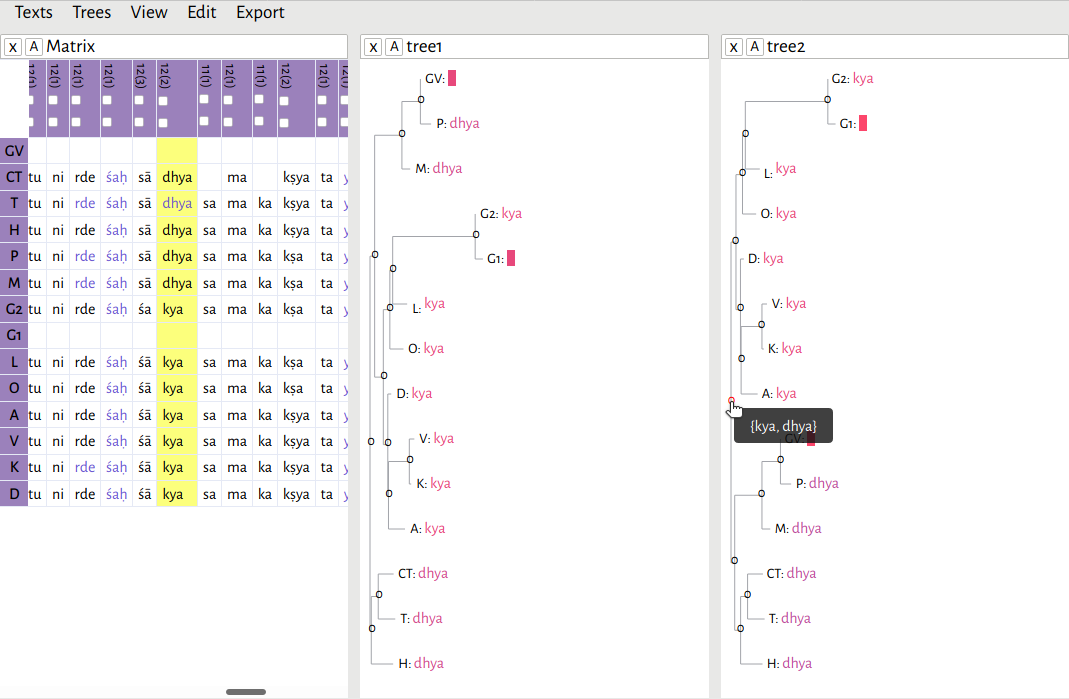 Texts Trees View Edit Export
x A Matrix
12(1) 12(1) 12(1) 12(1) 12(3) 12(2) 11(1) 12(1) 11(1) 12(2) 12(1)
GV
CT tu ni rde śaḥ sā dhya ma kṣya ta y
T tu ni rde śaḥ sā dhya sa ma ka kṣya ta y
H tu ni rde śaḥ sā dhya sa ma ka kṣya ta y
P tu ni rde śaḥ sā dhya sa ma ka kṣa ta y
M tu ni rde śaḥ sā dhya sa ma ka kṣa ta y
G2 tu ni rde śaḥ śa kya sa ma ka kṣa ta y
G1
L tu ni rde śaḥ śā kya sa ma ka kṣa ta y
O tu ni rde śaḥ śā kya sa ma ka kṣa ta y
A tu ni rde śaḥ śā kya sa ma ka kṣya ta y
V tu ni rde śaḥ śā kya sa ma ka kṣya ta y
K tu ni rde śaḥ śā kya sa ma ka kṣya ta y
D tu ni rde śaḥ śā kya sa ma ka kṣya ta y
x A tree1
GV:
P: dhya
M: dhya
G2: kya
G1:
L: kya
O: kya
D: kya
V: kya
K: kya
A: kya
CT: dhya
T: dhya
H: dhya
x A tree2
G2: kya
G1:
L: kya
O: kya
D: kya
V: kya
K: kya
A: kya
{kya, dhya}
GV:
P: dhya
M: dhya
CT: dhya
T: dhya
H: dhya